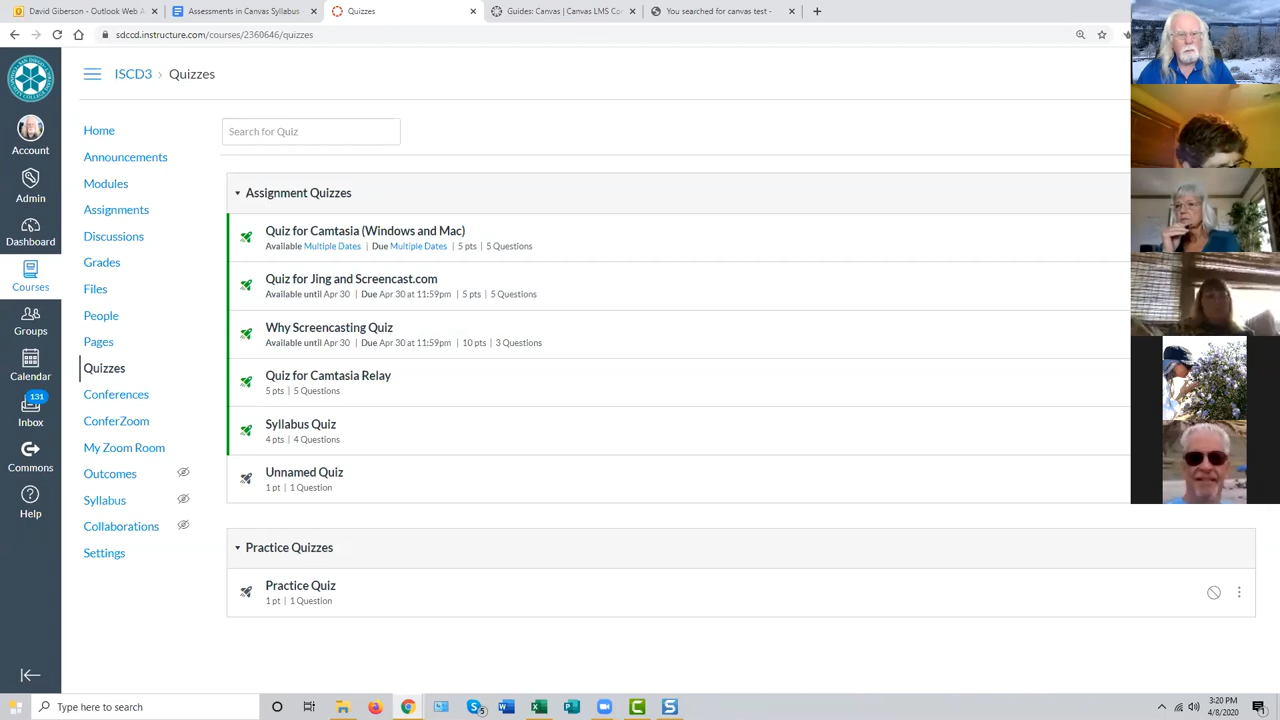 David Giberson - Outlook Web A
Assessments in Canvas Syllabus
Quizzes
Guides: Canvas | Canvas LMS Co
You searched for canvas test -
sdccd.instructure.com/courses/2360646/quizzes
ISCD3 › Quizzes
Account
Admin
Dashboard
Courses
Groups
Calendar
131
Inbox
Commons
Help
Home
Announcements
Modules
Assignments
Discussions
Grades
Files
People
Pages
Quizzes
Conferences
ConferZoom
My Zoom Room
Outcomes
Syllabus
Collaborations
Settings
Search for Quiz
Assignment Quizzes
Quiz for Camtasia (Windows and Mac)
Available Multiple Dates | Due Multiple Dates | 5 pts | 5 Questions
Quiz for Jing and Screencast.com
Available until Apr 30 | Due Apr 30 at 11:59pm | 5 pts | 5 Questions
Why Screencasting Quiz
Available until Apr 30 | Due Apr 30 at 11:59pm | 10 pts | 3 Questions
Quiz for Camtasia Relay
5 pts | 5 Questions
Syllabus Quiz
4 pts | 4 Questions
Unnamed Quiz
1 pt | 1 Question
Practice Quizzes
Practice Quiz
1 pt | 1 Question
Type here to search
5
3:20 PM
4/8/2020
1